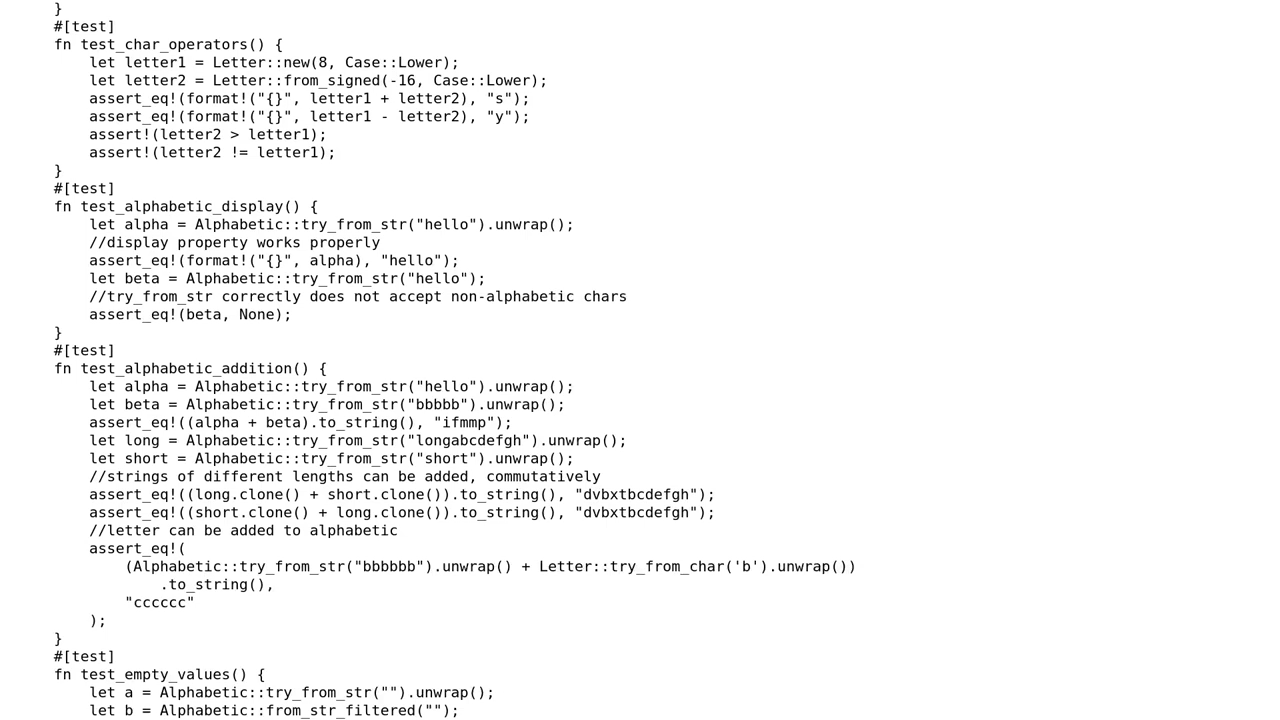 }
#[test]
fn test_char_operators() {
let letter1 = Letter::new(8, Case::Lower);
let letter2 = Letter::from_signed(-16, Case::Lower);
assert_eq!(format!("{}", letter1 + letter2), "s");
assert_eq!(format!("{}", letter1 - letter2), "y");
assert!(letter2 > letter1);
assert!(letter2 != letter1);
}
#[test]
fn test_alphabetic_display() {
let alpha = Alphabetic::try_from_str("hello").unwrap();
//display property works properly
assert_eq!(format!("{}", alpha), "hello");
let beta = Alphabetic::try_from_str("hello");
//try_from_str correctly does not accept non-alphabetic chars
assert_eq!(beta, None);
}
#[test]
fn test_alphabetic_addition() {
let alpha = Alphabetic::try_from_str("hello").unwrap();
let beta = Alphabetic::try_from_str("bbbbb").unwrap();
assert_eq!((alpha + beta).to_string(), "ifmmp");
let long = Alphabetic::try_from_str("longabcdefgh").unwrap();
let short = Alphabetic::try_from_str("short").unwrap();
//strings of different lengths can be added, commutatively
assert_eq!((long.clone() + short.clone()).to_string(), "dvbxtbcdefgh");
assert_eq!((short.clone() + long.clone()).to_string(), "dvbxtbcdefgh");
//letter can be added to alphabetic
assert_eq!(
(Alphabetic::try_from_str("bbbbbb").unwrap() + Letter::try_from_char('b').unwrap())
.to_string(),
"cccccc"
);
}
#[test]
fn test_empty_values() {
let a = Alphabetic::try_from_str("").unwrap();
let b = Alphabetic::from_str_filtered("");